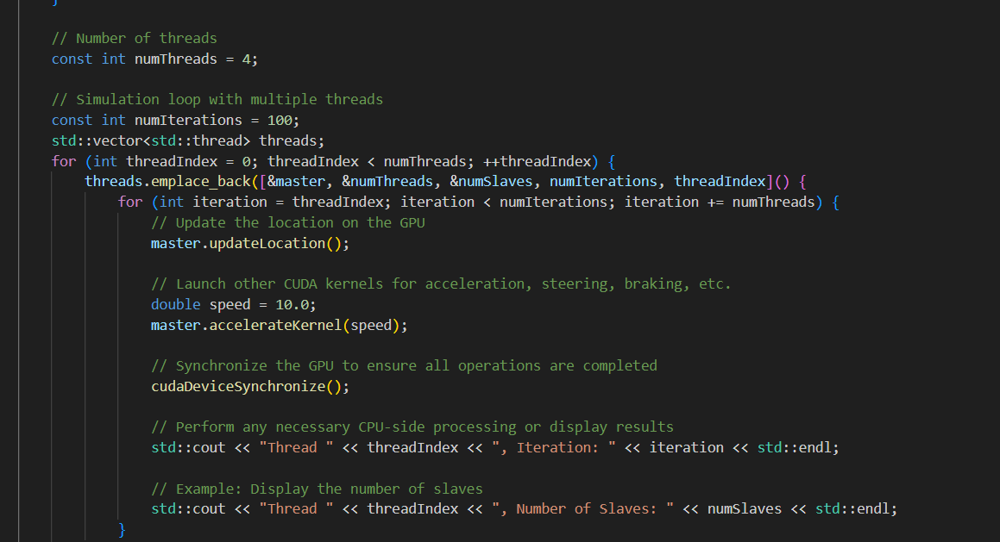 }
// Number of threads
const int numThreads = 4;
// Simulation loop with multiple threads
const int numIterations = 100;
std::vector<std::thread> threads;
for (int threadIndex = 0; threadIndex < numThreads; ++threadIndex) {
threads.emplace_back([&master, &numThreads, &numSlaves, numIterations, threadIndex]() {
for (int iteration = threadIndex; iteration < numIterations; iteration += numThreads) {
// Update the location on the GPU
master.updateLocation();
// Launch other CUDA kernels for acceleration, steering, braking, etc.
double speed = 10.0;
master.accelerateKernel(speed);
// Synchronize the GPU to ensure all operations are completed
cudaDeviceSynchronize();
// Perform any necessary CPU-side processing or display results
std::cout << "Thread " << threadIndex << ", Iteration: " << iteration << std::endl;
// Example: Display the number of slaves
std::cout << "Thread " << threadIndex << ", Number of Slaves: " << numSlaves << std::endl;
}